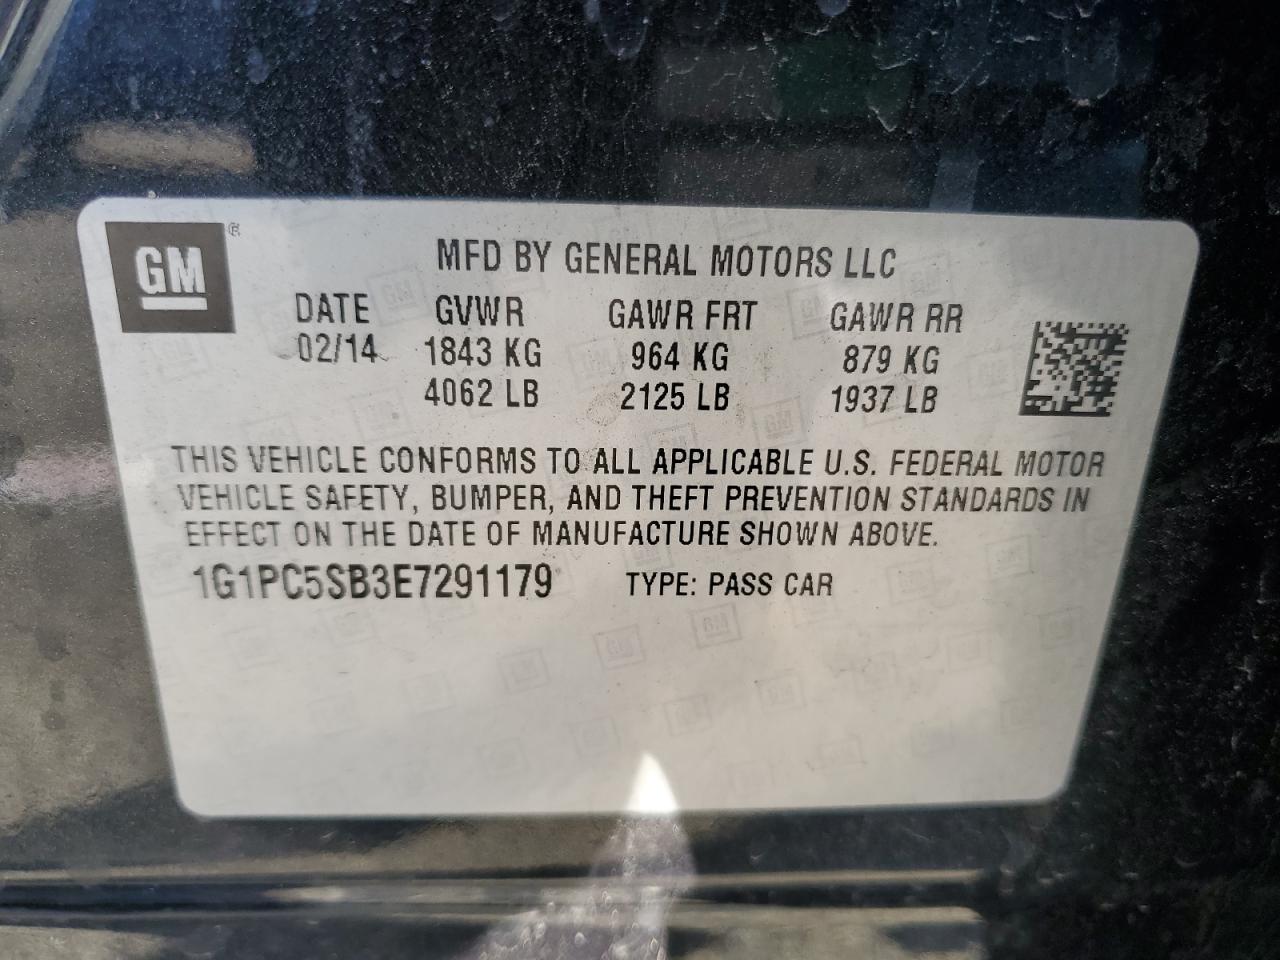 GM®
MFD BY GENERAL MOTORS LLC
DATE GVWR GAWR FRT GAWR RR
02/14 1843 KG 964 KG 879 KG
4062 LB 2125 LB 1937 LB
THIS VEHICLE CONFORMS TO ALL APPLICABLE U.S. FEDERAL MOTOR
VEHICLE SAFETY, BUMPER, AND THEFT PREVENTION STANDARDS IN
EFFECT ON THE DATE OF MANUFACTURE SHOWN ABOVE.
1G1PC5SB3E7291179 TYPE: PASS CAR